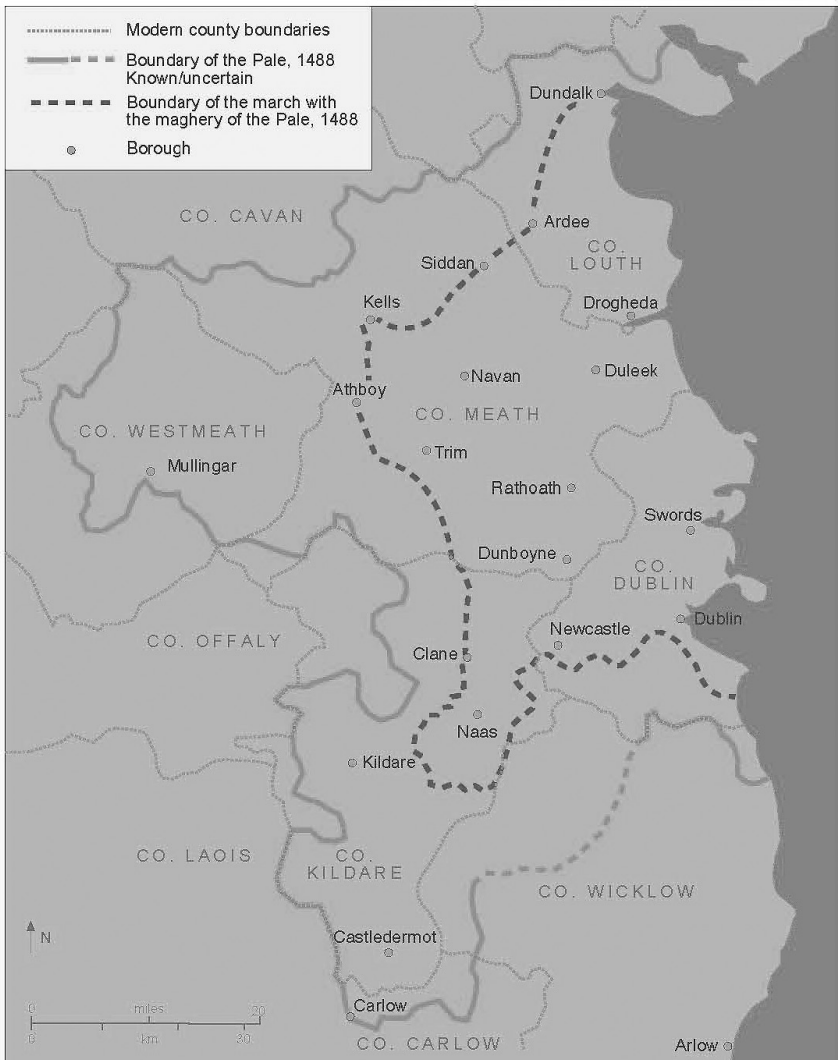 Modern county boundaries
Boundary of the Pale, 1488
Known/uncertain
Boundary of the march with
the maghery of the Pale, 1488
Borough
Dundalk
CO. CAVAN
Ardee
CO.
LOUTH
Siddan
Kells
Drogheda
Navan
Duleek
Athboy
CO. MEATH
CO. WESTMEATH
Mullingar
Trim
Rathoath
Swords
Dunboyne
CO.
DUBLIN
Dublin
Newcastle
CO. OFFALY
Clane
Naas
Kildare
CO. LAOIS
CO.
KILDARE
CO. WICKLOW
N
Castledermot
0 miles 20
0 km 30
Carlow
CO. CARLOW
Arlow